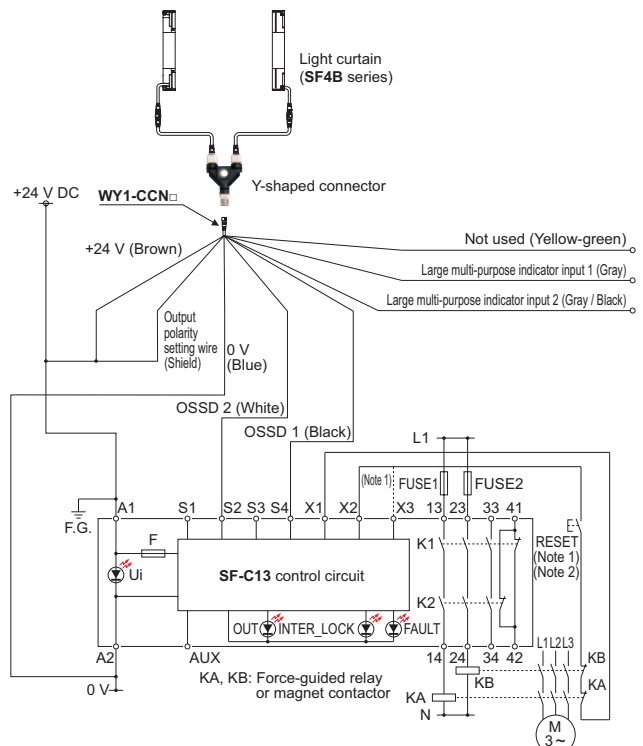 Light curtain
(SF4B series)
Y-shaped connector
+24 V DC
WY1-CCN□
+24 V (Brown)
Not used (Yellow-green)
Large multi-purpose indicator input 1 (Gray)
Large multi-purpose indicator input 2 (Gray / Black)
Output
polarity
setting wire
(Shield)
0 V
(Blue)
OSSD 2 (White)
OSSD 1 (Black)
L1
(Note 1)
FUSE1
FUSE2
F.G.
A1 S1 S2 S3 S4 X1 X2 X3 13 23 33 41
RESET
(Note 1)
(Note 2)
F
K1
Ui
SF-C13 control circuit
K2
OUT INTER_LOCK FAULT
L1L2L3
A2 AUX 14 24 34 42
KB
KA, KB: Force-guided relay
or magnet contactor
KB
KA
KA
0 V
N
M
3~